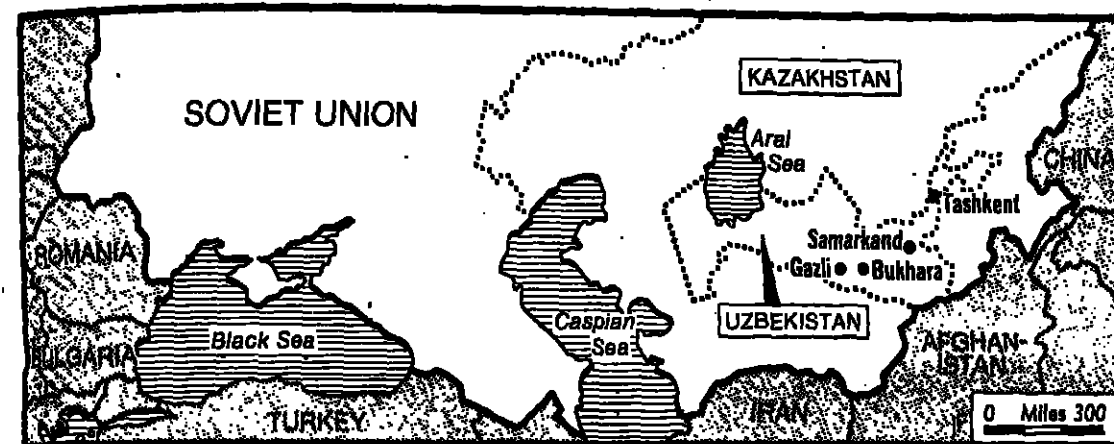 KAZAKHSTAN
SOVIET UNION
Aral
Sea
CHINA
Tashkent
ROMANIA
Samarkand
Gazli
Bukhara
UZBEKISTAN
Caspian
Sea
Black Sea
BULGARIA
AFGHAN-
ISTAN
TURKEY
IRAN
0 Miles 300